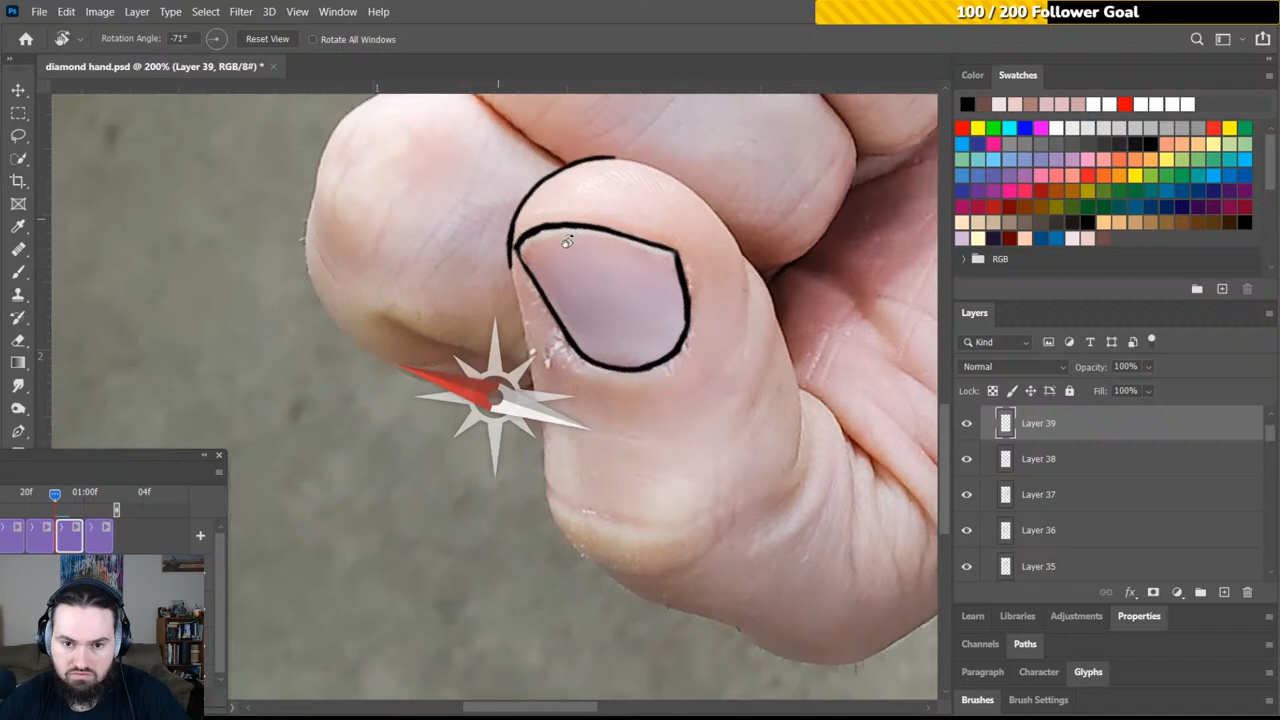 100 / 200 Follower Goal
Ps File Edit Image Layer Type Select Filter 3D View Window Help
Rotation Angle: -71° Reset View Rotate All Windows
diamond hand.psd @ 200% (Layer 39, RGB/8#) *
Color Swatches
1
RGB
2
Layers
Kind
Normal Opacity: 100%
Lock: Fill: 100%
Layer 39
Layer 38
Layer 37
Layer 36
Layer 35
20f 01:00f 04f
Learn Libraries Adjustments Properties
Channels Paths
Paragraph Character Glyphs
Brushes Brush Settings